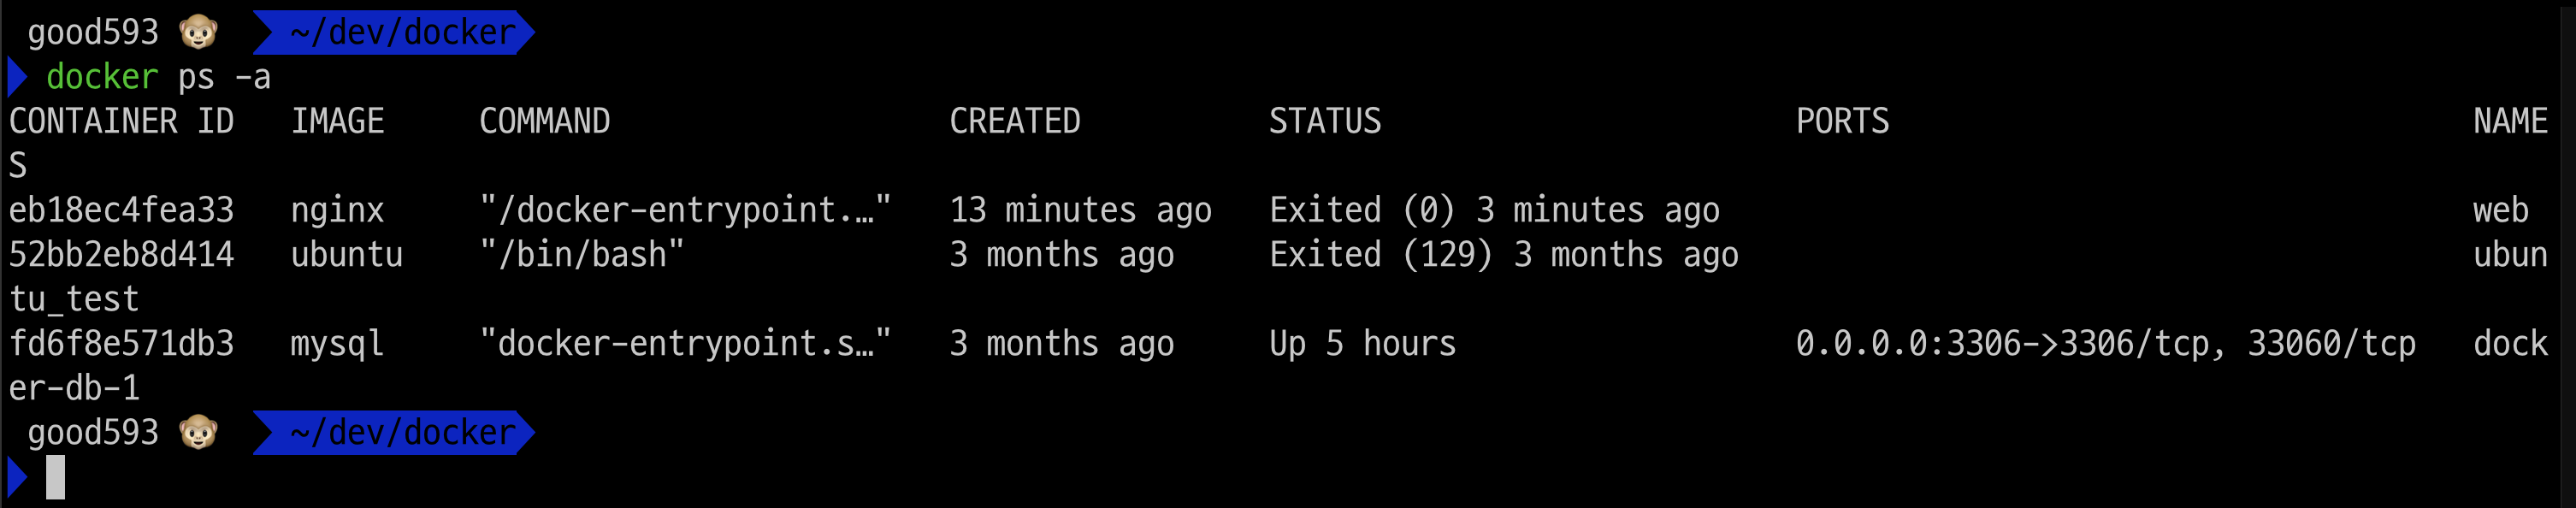 good593 🐵 ~/dev/docker
docker ps -a
CONTAINER ID   IMAGE     COMMAND                  CREATED          STATUS                      PORTS                               NAME
S
eb18ec4fea33   nginx     "/docker-entrypoint.…"   13 minutes ago   Exited (0) 3 minutes ago                                        web
52bb2eb8d414   ubuntu    "/bin/bash"              3 months ago     Exited (129) 3 months ago                                       ubun
tu_test
fd6f8e571db3   mysql     "docker-entrypoint.s…"   3 months ago     Up 5 hours                  0.0.0.0:3306->3306/tcp, 33060/tcp   dock
er-db-1
good593 🐵 ~/dev/docker